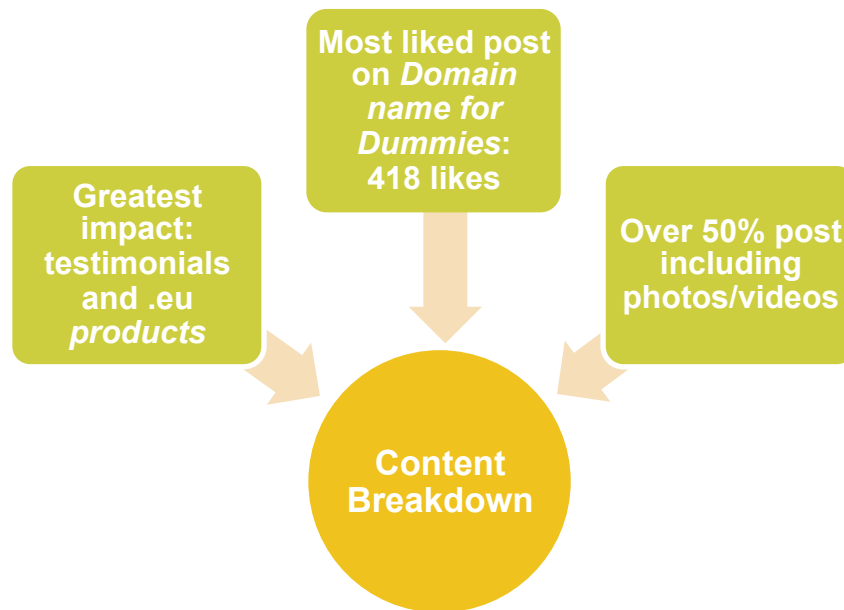 Most liked post
on Domain
name for
Dummies:
418 likes
Greatest
impact:
testimonials
and .eu
products
Over 50% post
including
photos/videos
Content
Breakdown